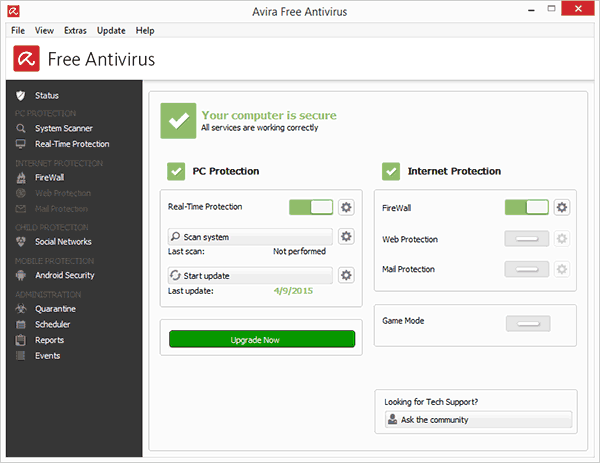 Avira Free Antivirus
File View Extras Update Help
Free Antivirus
Status
PC PROTECTION
System Scanner
Real-Time Protection
INTERNET PROTECTION
FireWall
Web Protection
Mail Protection
CHILD PROTECTION
Social Networks
MOBILE PROTECTION
Android Security
ADMINISTRATION
Quarantine
Scheduler
Reports
Events
Your computer is secure
All services are working correctly
PC Protection
Real-Time Protection
Scan system
Last scan: Not performed
Start update
Last update: 4/9/2015
Upgrade Now
Internet Protection
FireWall
Web Protection
Mail Protection
Game Mode
Looking for Tech Support?
Ask the community